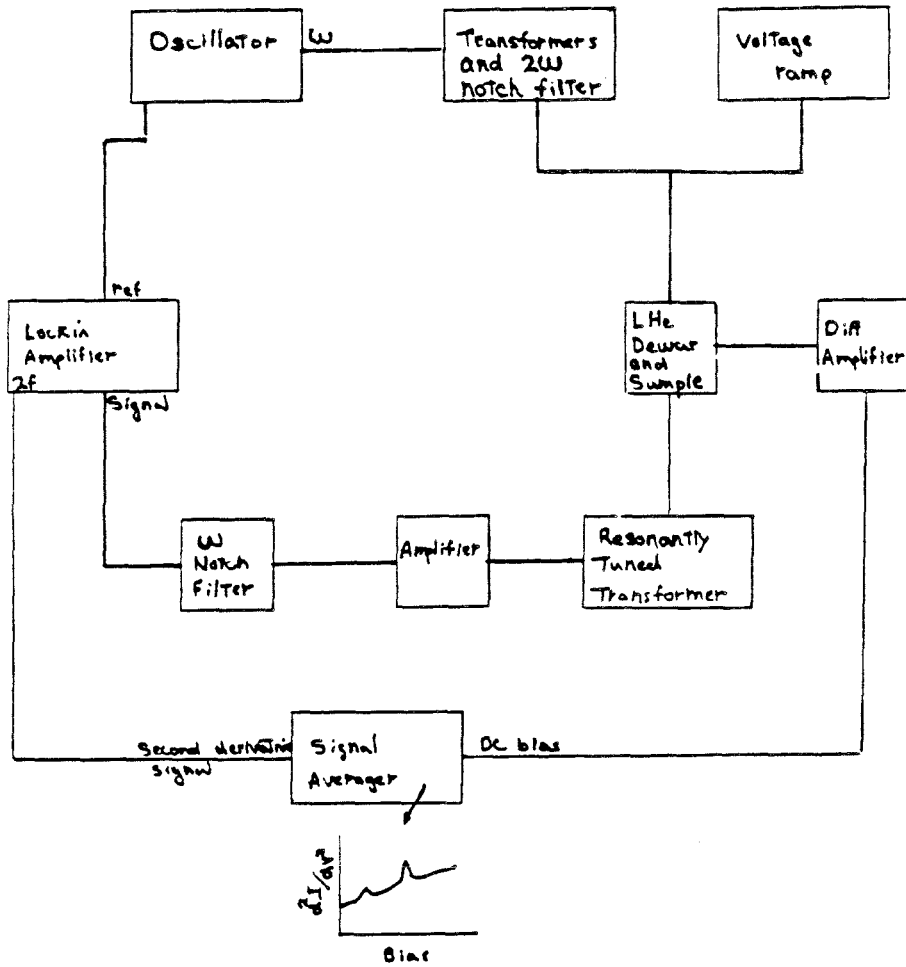 Oscillator
ω
Transformers
and 2ω
notch filter
Voltage
ramp
ref
Lockin
Amplifier
2f
Signal
LHe
Dewar
and
Sample
Diff
Amplifier
ω
Notch
Filter
Amplifier
Resonantly
Tuned
Transformer
Second derivative
signal
Signal
Averager
DC bias
d²I/dV²
Bias